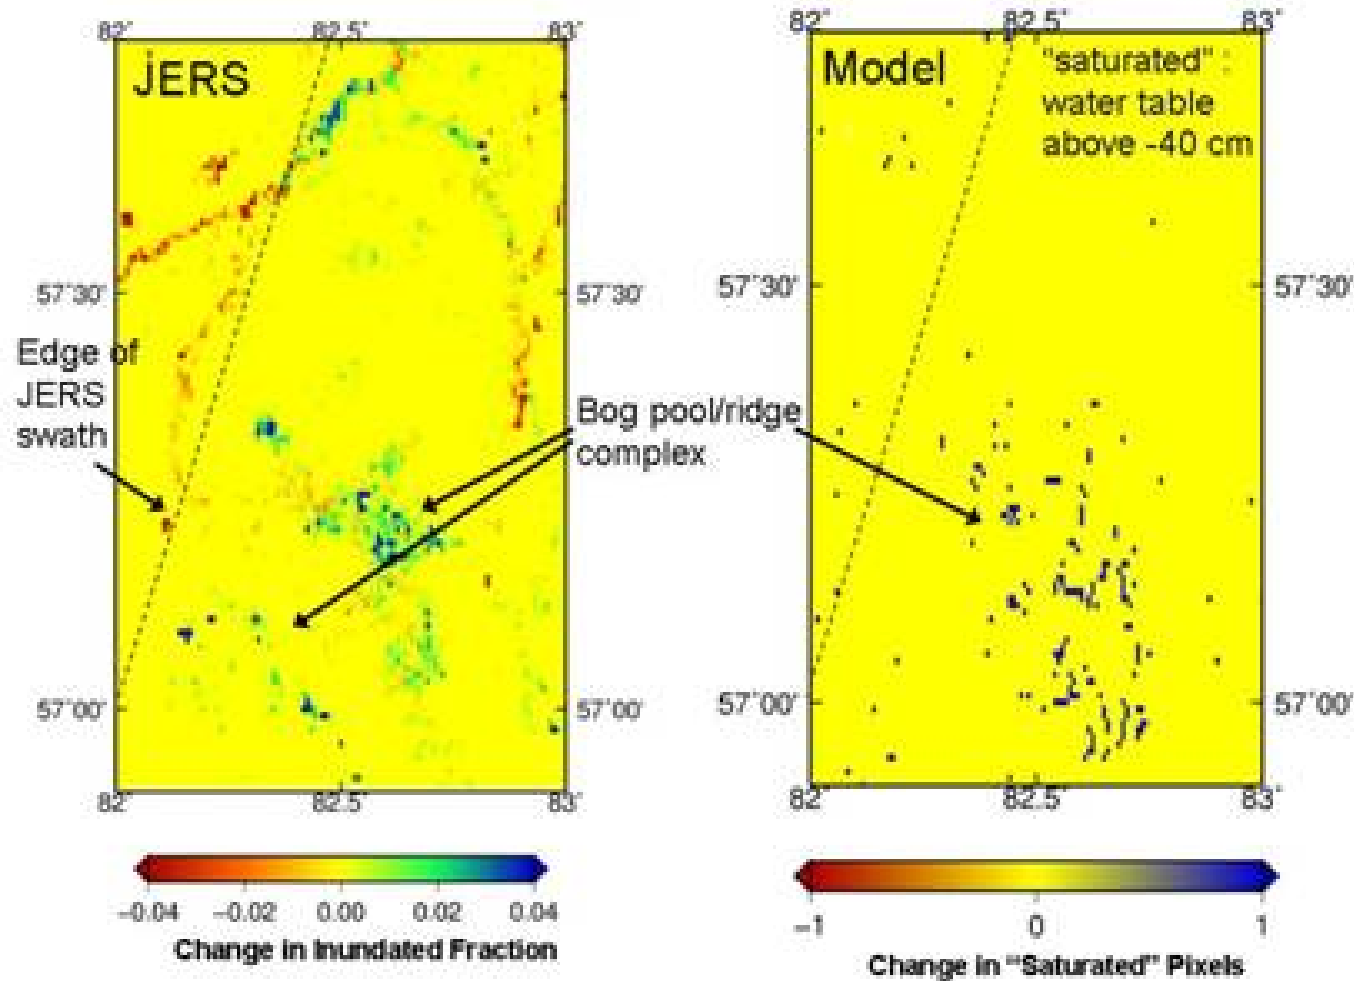 82° 82.5° 83°
JERS
57°30' 57°30'
Edge of
JERS
swath
Bog pool/ridge
complex
57°00' 57°00'
82° 82.5° 83°
−0.04 −0.02 0.00 0.02 0.04
Change in Inundated Fraction
82° 82.5° 83°
Model
"saturated" :
water table
above -40 cm
57°30' 57°30'
57°00' 57°00'
82° 82.5° 83°
−1 0 1
Change in "Saturated" Pixels